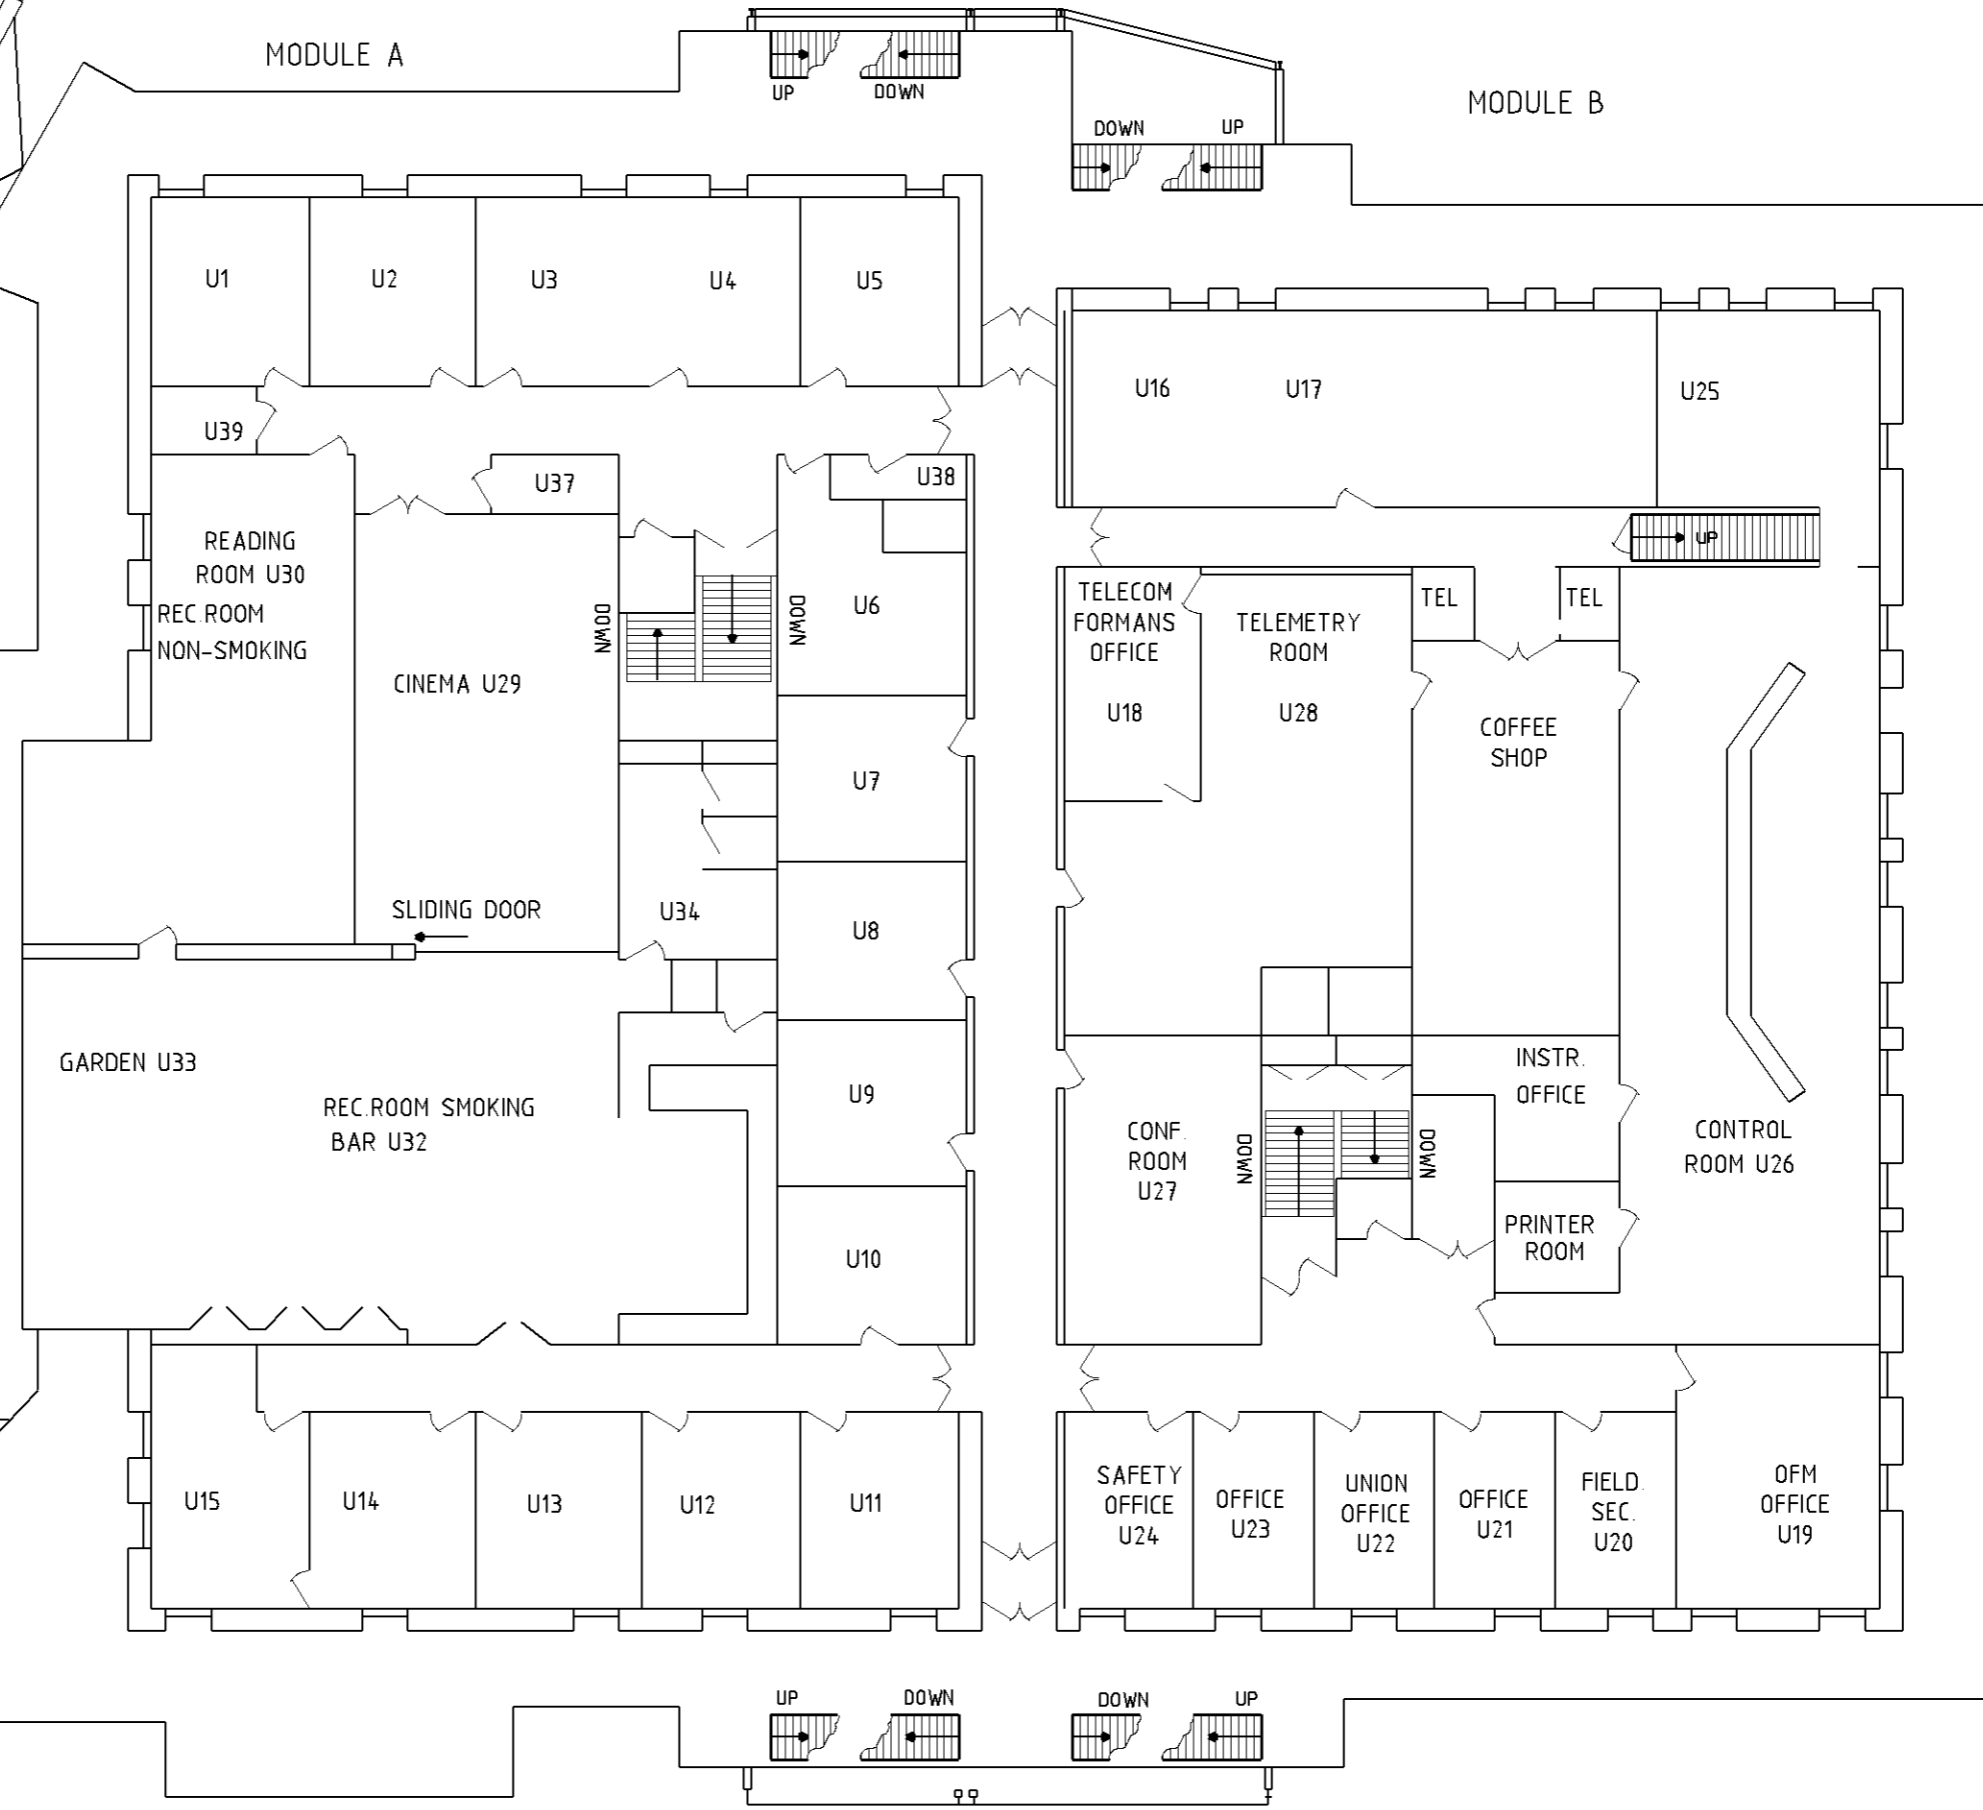 MODULE A
UP
DOWN
MODULE B
DOWN
UP
U1
U2
U3
U4
U5
U16
U17
U25
U39
U37
U38
READING
ROOM U30
REC.ROOM
NON-SMOKING
UP
CINEMA U29
DOWN
DOWN
U6
TELECOM
FORMANS
OFFICE
U18
TELEMETRY
ROOM
U28
TEL
TEL
COFFEE
SHOP
U7
SLIDING DOOR
U34
U8
GARDEN U33
REC.ROOM SMOKING
BAR U32
U9
U10
CONF.
ROOM
U27
DOWN
DOWN
INSTR.
OFFICE
PRINTER
ROOM
CONTROL
ROOM U26
U15
U14
U13
U12
U11
SAFETY
OFFICE
U24
OFFICE
U23
UNION
OFFICE
U22
OFFICE
U21
FIELD.
SEC.
U20
OFM
OFFICE
U19
UP
DOWN
DOWN
UP